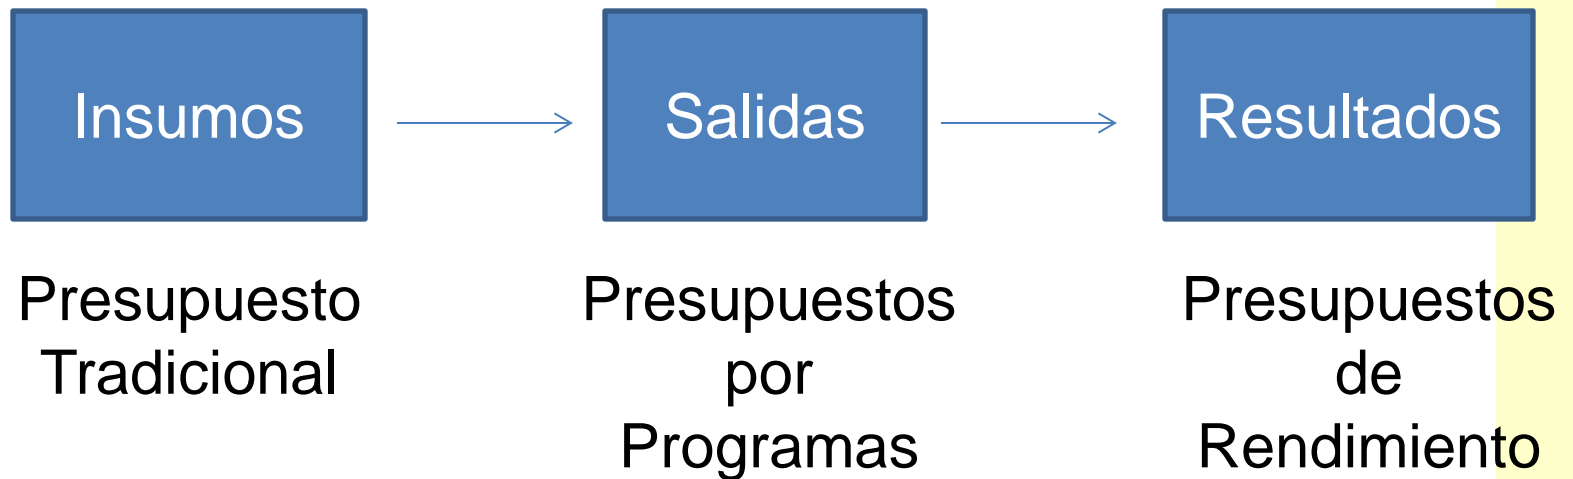 Insumos
Salidas
Resultados
Presupuesto
Tradicional
Presupuestos
por
Programas
Presupuestos
de
Rendimiento